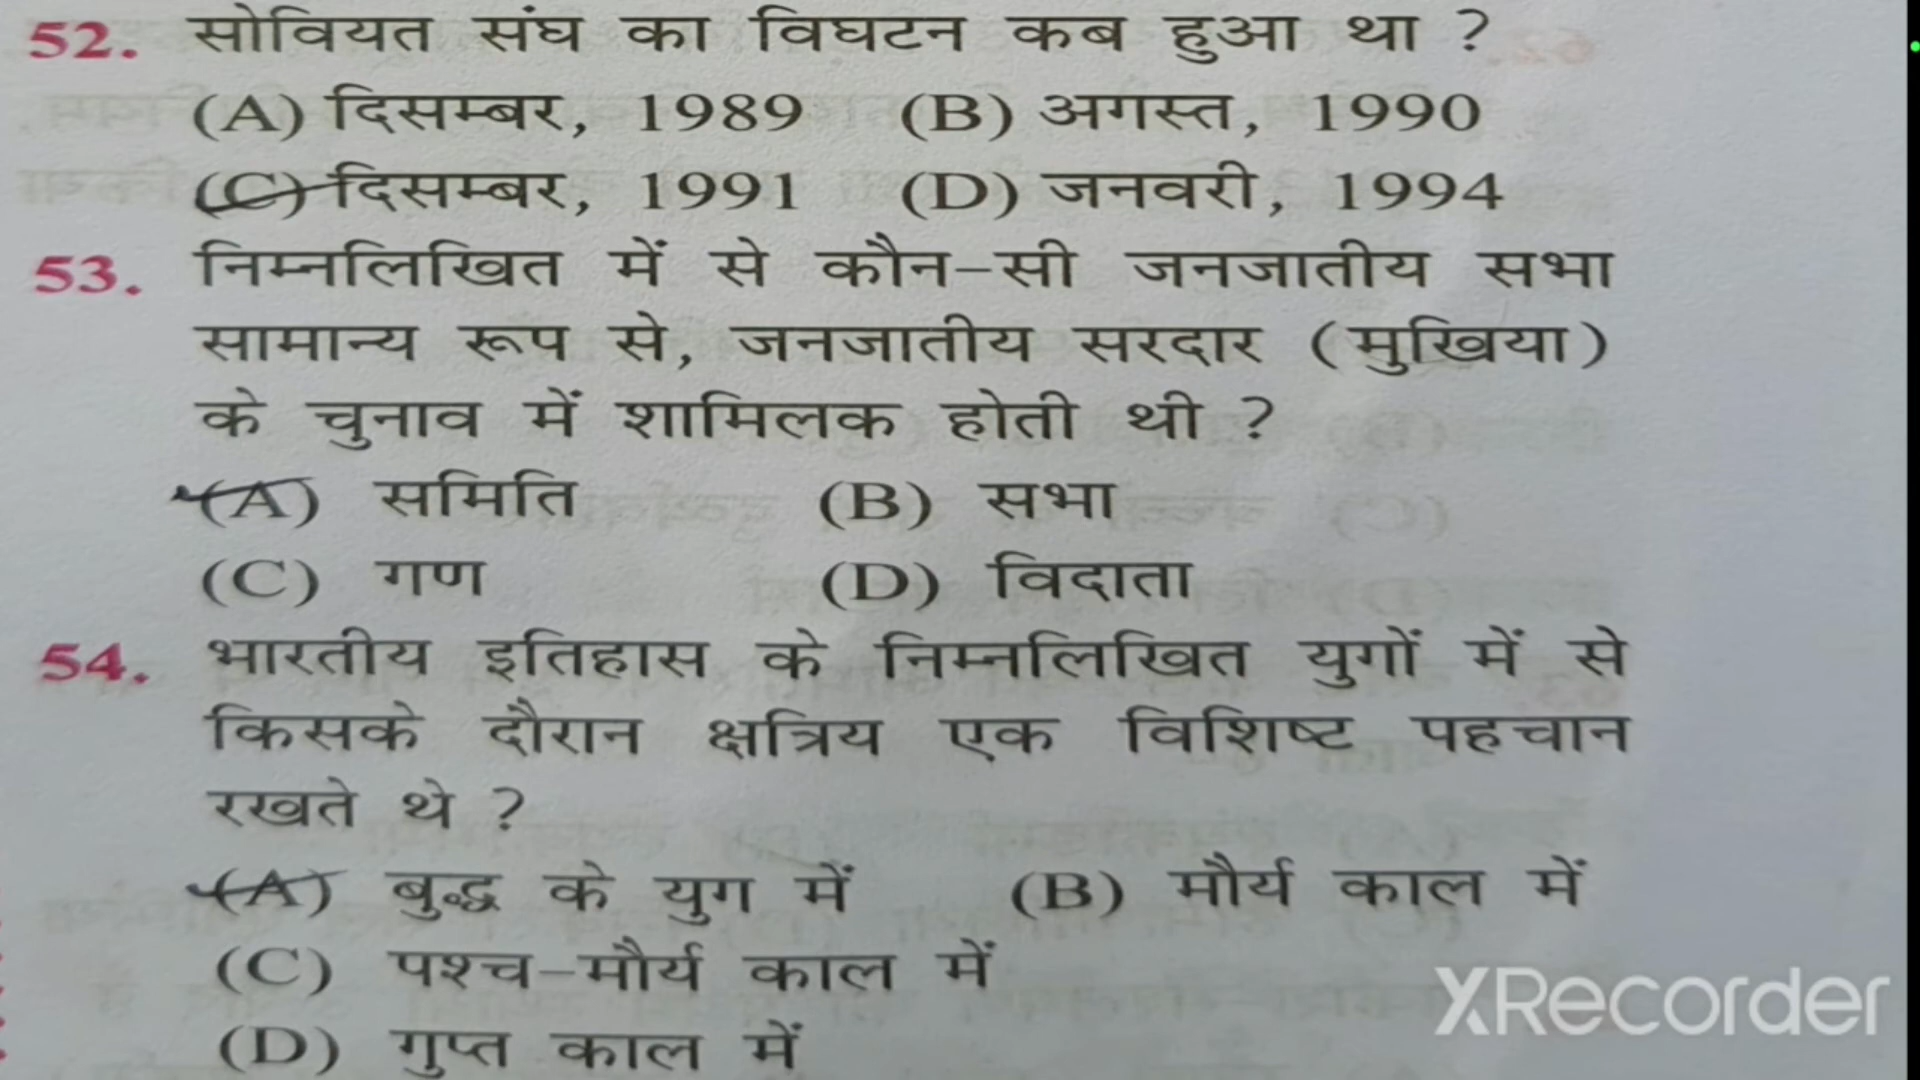 52. सोवियत संघ का विघटन कब हुआ था ?
(A) दिसम्बर, 1989 (B) अगस्त, 1990
(C) दिसम्बर, 1991 (D) जनवरी, 1994
53. निम्नलिखित में से कौन-सी जनजातीय सभा
सामान्य रूप से, जनजातीय सरदार (मुखिया)
के चुनाव में शामिलक होती थी ?
(A) समिति (B) सभा
(C) गण (D) विदाता
54. भारतीय इतिहास के निम्नलिखित युगों में से
किसके दौरान क्षत्रिय एक विशिष्ट पहचान
रखते थे ?
(A) बुद्ध के युग में (B) मौर्य काल में
(C) पश्च-मौर्य काल में
(D) गुप्त काल में
XRecorder